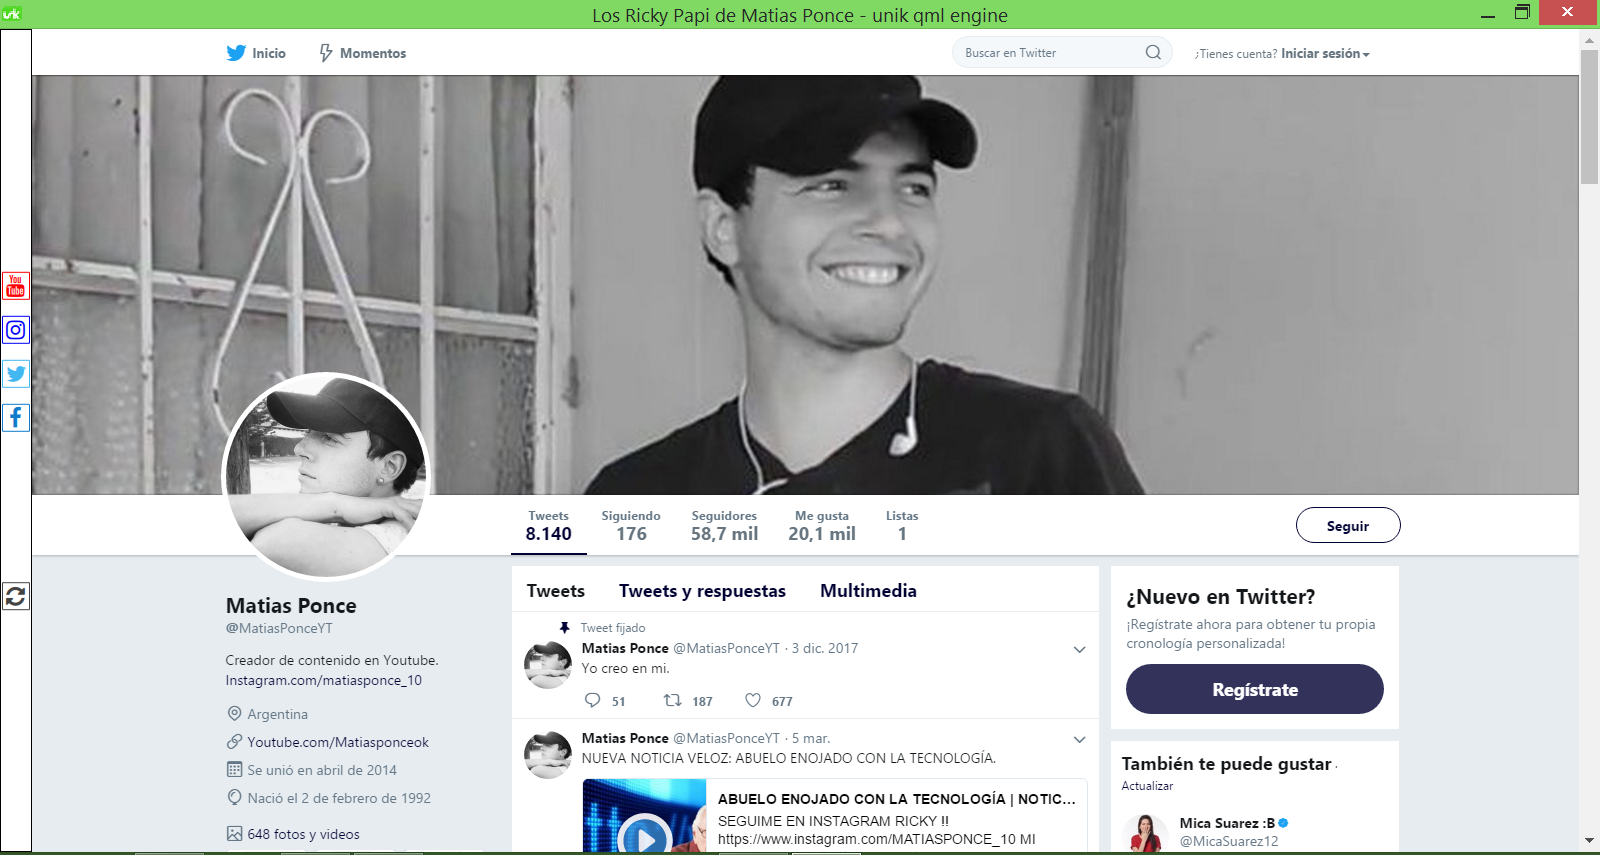 unik
Los Ricky Papi de Matias Ponce - unik qml engine
Inicio
Momentos
Buscar en Twitter
¿Tienes cuenta? Iniciar sesión
You
Tube
Tweets
8.140
Siguiendo
176
Seguidores
58,7 mil
Me gusta
20,1 mil
Listas
1
Seguir
Matias Ponce
@MatiasPonceYT
Creador de contenido en Youtube.
Instagram.com/matiasponce_10
Argentina
Youtube.com/Matiasponceok
Se unió en abril de 2014
Nació el 2 de febrero de 1992
648 fotos y videos
Tweets
Tweets y respuestas
Multimedia
Tweet fijado
Matias Ponce @MatiasPonceYT · 3 dic. 2017
Yo creo en mi.
51
187
677
Matias Ponce @MatiasPonceYT · 5 mar.
NUEVA NOTICIA VELOZ: ABUELO ENOJADO CON LA TECNOLOGÍA.
ABUELO ENOJADO CON LA TECNOLOGÍA | NOTIC...
SEGUIME EN INSTAGRAM RICKY !!
https://www.instagram.com/MATIASPONCE_10 MI
¿Nuevo en Twitter?
¡Regístrate ahora para obtener tu propia
cronología personalizada!
Regístrate
También te puede gustar ·
Actualizar
Mica Suarez :B
@MicaSuarez12